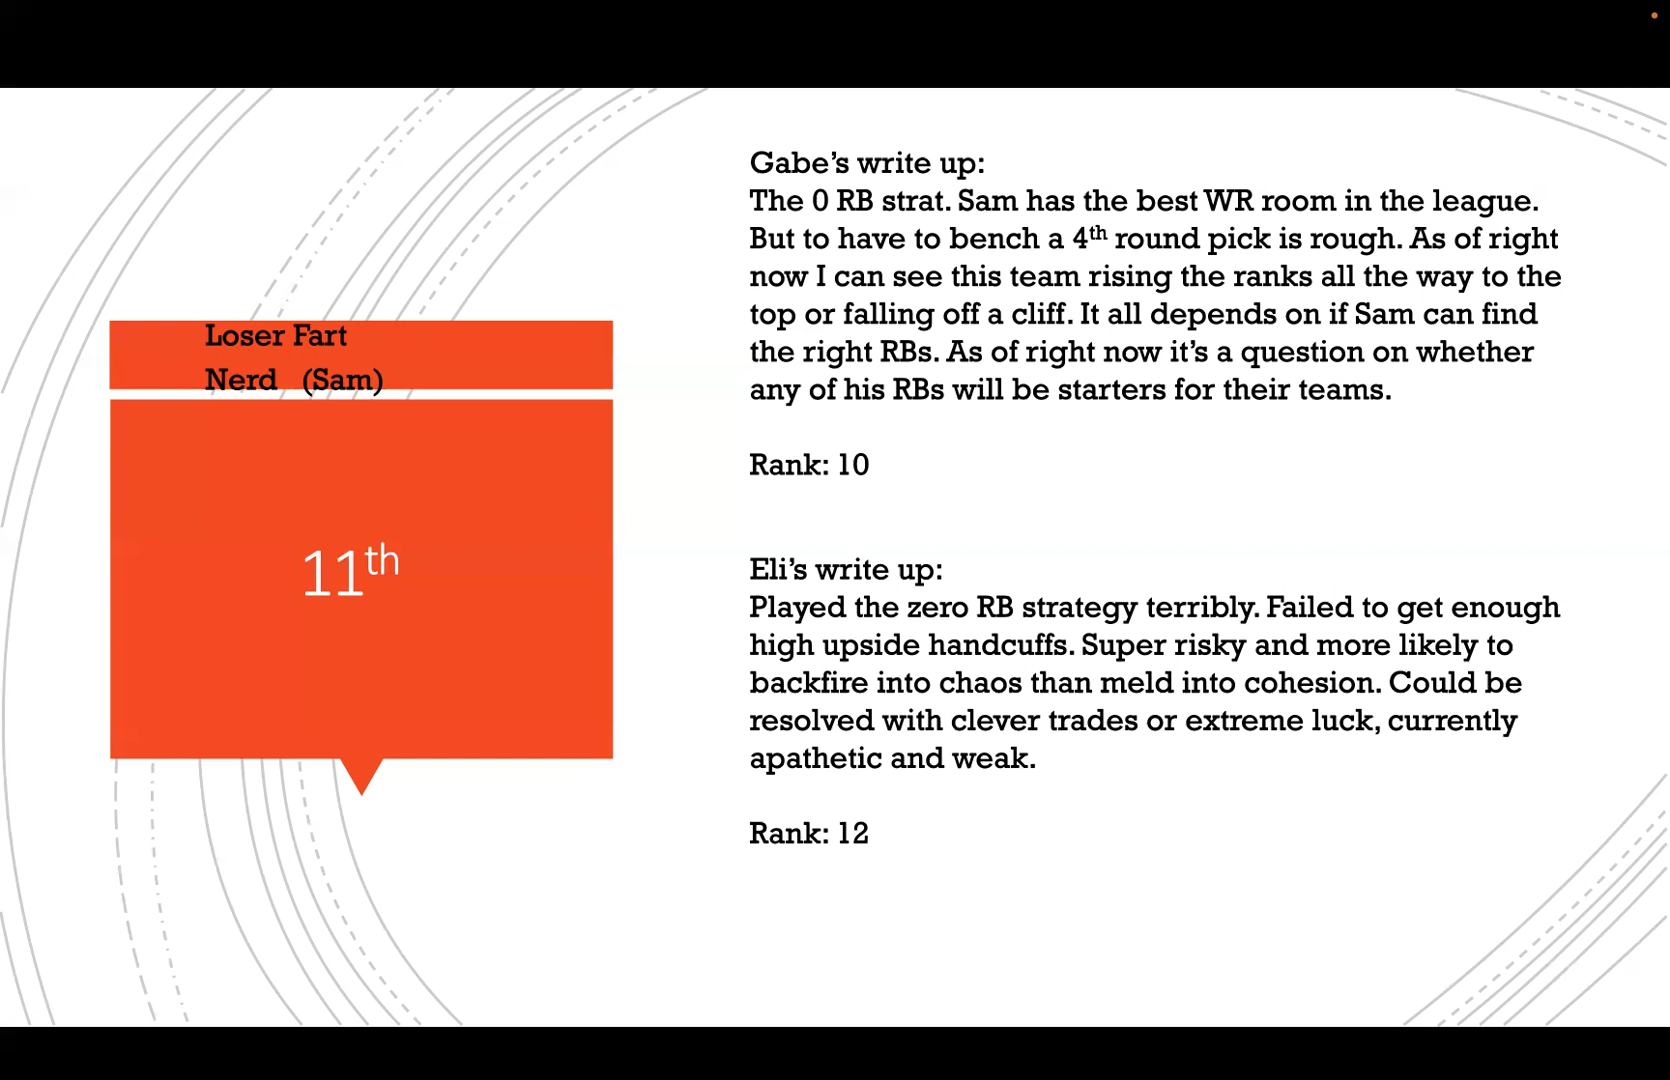 Loser Fart
Nerd (Sam)
11th
Gabe's write up:
The 0 RB strat. Sam has the best WR room in the league.
But to have to bench a 4th round pick is rough. As of right
now I can see this team rising the ranks all the way to the
top or falling off a cliff. It all depends on if Sam can find
the right RBs. As of right now it's a question on whether
any of his RBs will be starters for their teams.
Rank: 10
Eli's write up:
Played the zero RB strategy terribly. Failed to get enough
high upside handcuffs. Super risky and more likely to
backfire into chaos than meld into cohesion. Could be
resolved with clever trades or extreme luck, currently
apathetic and weak.
Rank: 12